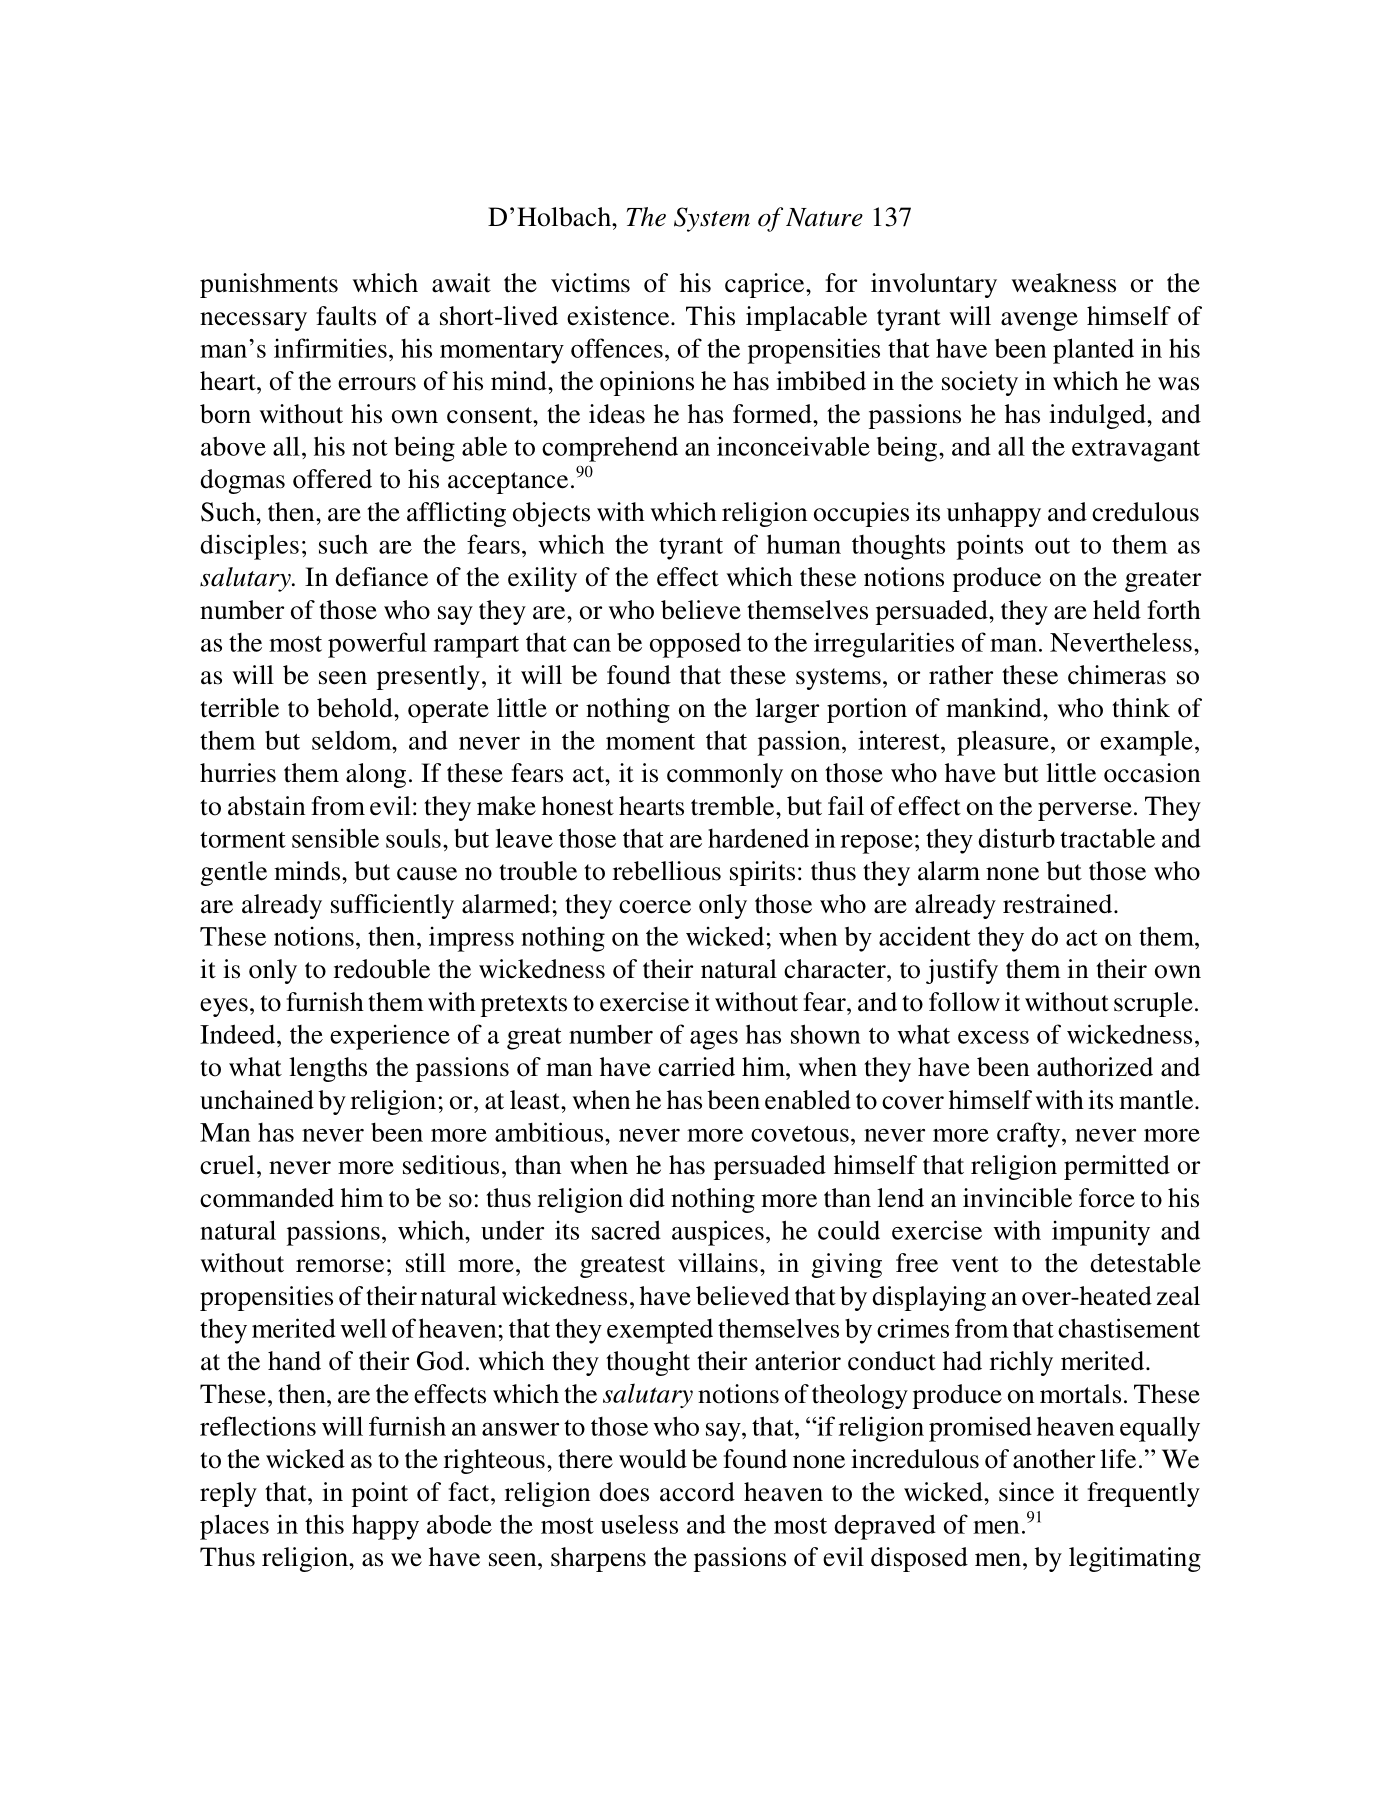 D’Holbach, The System of Nature 137
punishments which await the victims of his caprice, for involuntary weakness or the
necessary faults of a short-lived existence. This implacable tyrant will avenge himself of
man’s infirmities, his momentary offences, of the propensities that have been planted in his
heart, of the errours of his mind, the opinions he has imbibed in the society in which he was
born without his own consent, the ideas he has formed, the passions he has indulged, and
above all, his not being able to comprehend an inconceivable being, and all the extravagant
dogmas offered to his acceptance.90
Such, then, are the afflicting objects with which religion occupies its unhappy and credulous
disciples; such are the fears, which the tyrant of human thoughts points out to them as
salutary. In defiance of the exility of the effect which these notions produce on the greater
number of those who say they are, or who believe themselves persuaded, they are held forth
as the most powerful rampart that can be opposed to the irregularities of man. Nevertheless,
as will be seen presently, it will be found that these systems, or rather these chimeras so
terrible to behold, operate little or nothing on the larger portion of mankind, who think of
them but seldom, and never in the moment that passion, interest, pleasure, or example,
hurries them along. If these fears act, it is commonly on those who have but little occasion
to abstain from evil: they make honest hearts tremble, but fail of effect on the perverse. They
torment sensible souls, but leave those that are hardened in repose; they disturb tractable and
gentle minds, but cause no trouble to rebellious spirits: thus they alarm none but those who
are already sufficiently alarmed; they coerce only those who are already restrained.
These notions, then, impress nothing on the wicked; when by accident they do act on them,
it is only to redouble the wickedness of their natural character, to justify them in their own
eyes, to furnish them with pretexts to exercise it without fear, and to follow it without scruple.
Indeed, the experience of a great number of ages has shown to what excess of wickedness,
to what lengths the passions of man have carried him, when they have been authorized and
unchained by religion; or, at least, when he has been enabled to cover himself with its mantle.
Man has never been more ambitious, never more covetous, never more crafty, never more
cruel, never more seditious, than when he has persuaded himself that religion permitted or
commanded him to be so: thus religion did nothing more than lend an invincible force to his
natural passions, which, under its sacred auspices, he could exercise with impunity and
without remorse; still more, the greatest villains, in giving free vent to the detestable
propensities of their natural wickedness, have believed that by displaying an over-heated zeal
they merited well of heaven; that they exempted themselves by crimes from that chastisement
at the hand of their God. which they thought their anterior conduct had richly merited.
These, then, are the effects which the salutary notions of theology produce on mortals. These
reflections will furnish an answer to those who say, that, “if religion promised heaven equally
to the wicked as to the righteous, there would be found none incredulous of another life.” We
reply that, in point of fact, religion does accord heaven to the wicked, since it frequently
places in this happy abode the most useless and the most depraved of men.91
Thus religion, as we have seen, sharpens the passions of evil disposed men, by legitimating